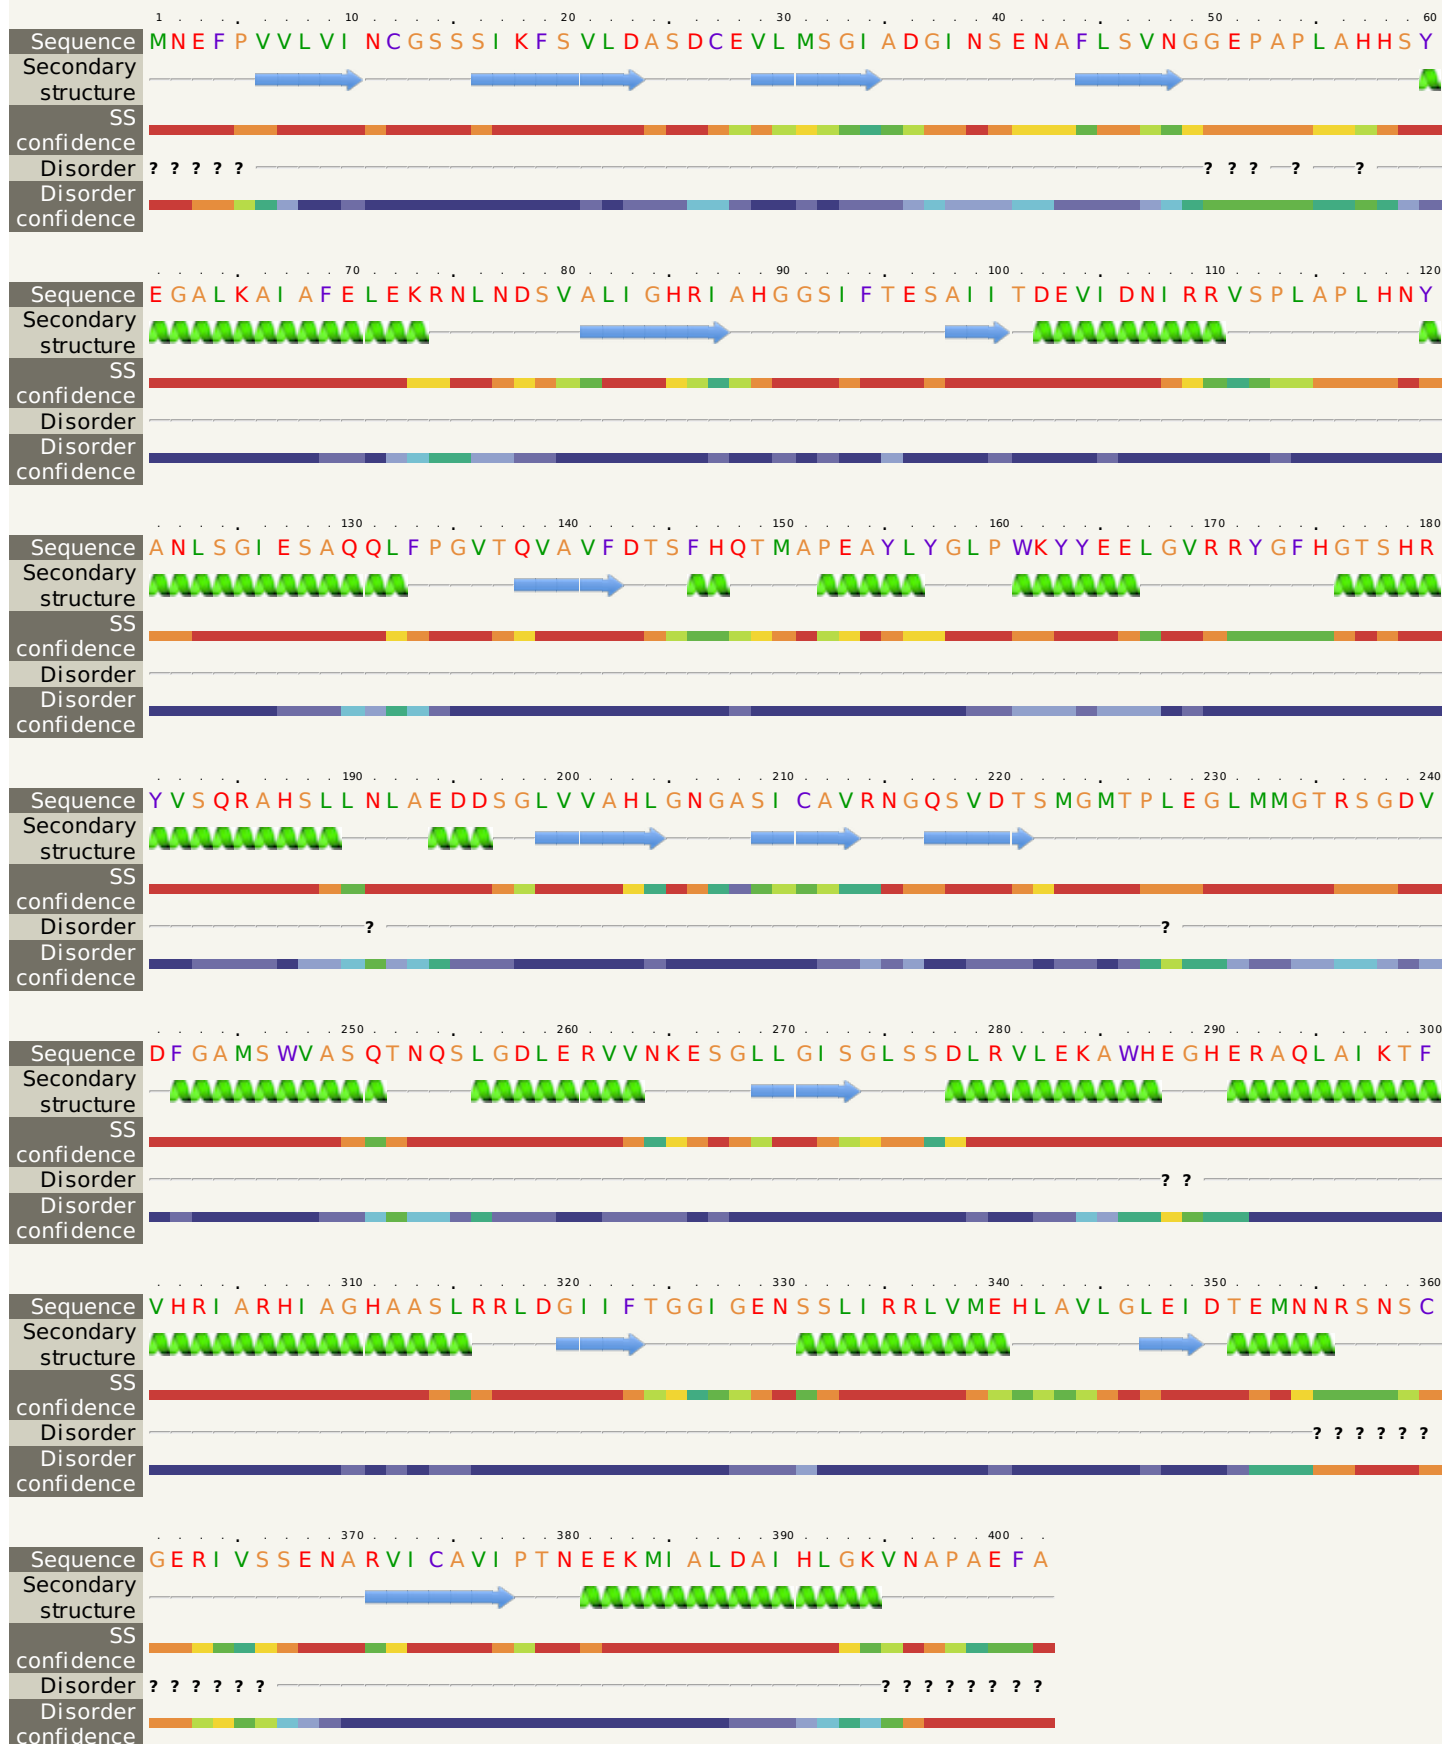 1 10 20 30 40 50 60
Sequence MNEFPVVLVI NCGSSSIKFSVLDASDCEVLMSGIADGINSENAFLSVNGGEPAPLAHHSY
Secondary
structure
SS
confidence
Disorder ? ? ? ? ? ? ? ? ? ?
Disorder
confidence
70 80 90 100 110 120
Sequence EGALKAIAFELEKRNLNDSVALIGHRIAHGGSIFTESAIITDEVIDNIRRVSPLAPLHNY
Secondary
structure
SS
confidence
Disorder
Disorder
confidence
130 140 150 160 170 180
Sequence ANLSGIESAQQLFPGVTQVAVFDTSFHQTMAPEAYLYGLPWKYYEELGVRRYGFHGTSHR
Secondary
structure
SS
confidence
Disorder
Disorder
confidence
190 200 210 220 230 240
Sequence YVSQRAHSLLNLAEDDSGLVVAHLGNGASICAVRNGQSVDTSMGMTPLEGLMMGTRSGDV
Secondary
structure
SS
confidence
Disorder ? ?
Disorder
confidence
250 260 270 280 290 300
Sequence DFGAMSWVASQTNQSLGDLERVVNKESGLLGISGLSSDLRVLEKAWHEGHERAQLAIKTF
Secondary
structure
SS
confidence
Disorder ? ?
Disorder
confidence
310 320 330 340 350 360
Sequence VHRIARHIAGHAASLRRLDGIIFTGGIGENSSLIRRLVMEHLAVLGLEIDTEMNNRSNSC
Secondary
structure
SS
confidence
Disorder ? ? ? ? ? ?
Disorder
confidence
370 380 390 400
Sequence GERIVSSENARVICAVIPTNEEKMIALDAIHLGKVNAPAEFA
Secondary
structure
SS
confidence
Disorder ? ? ? ? ? ? ? ? ? ? ? ? ? ?
Disorder
confidence